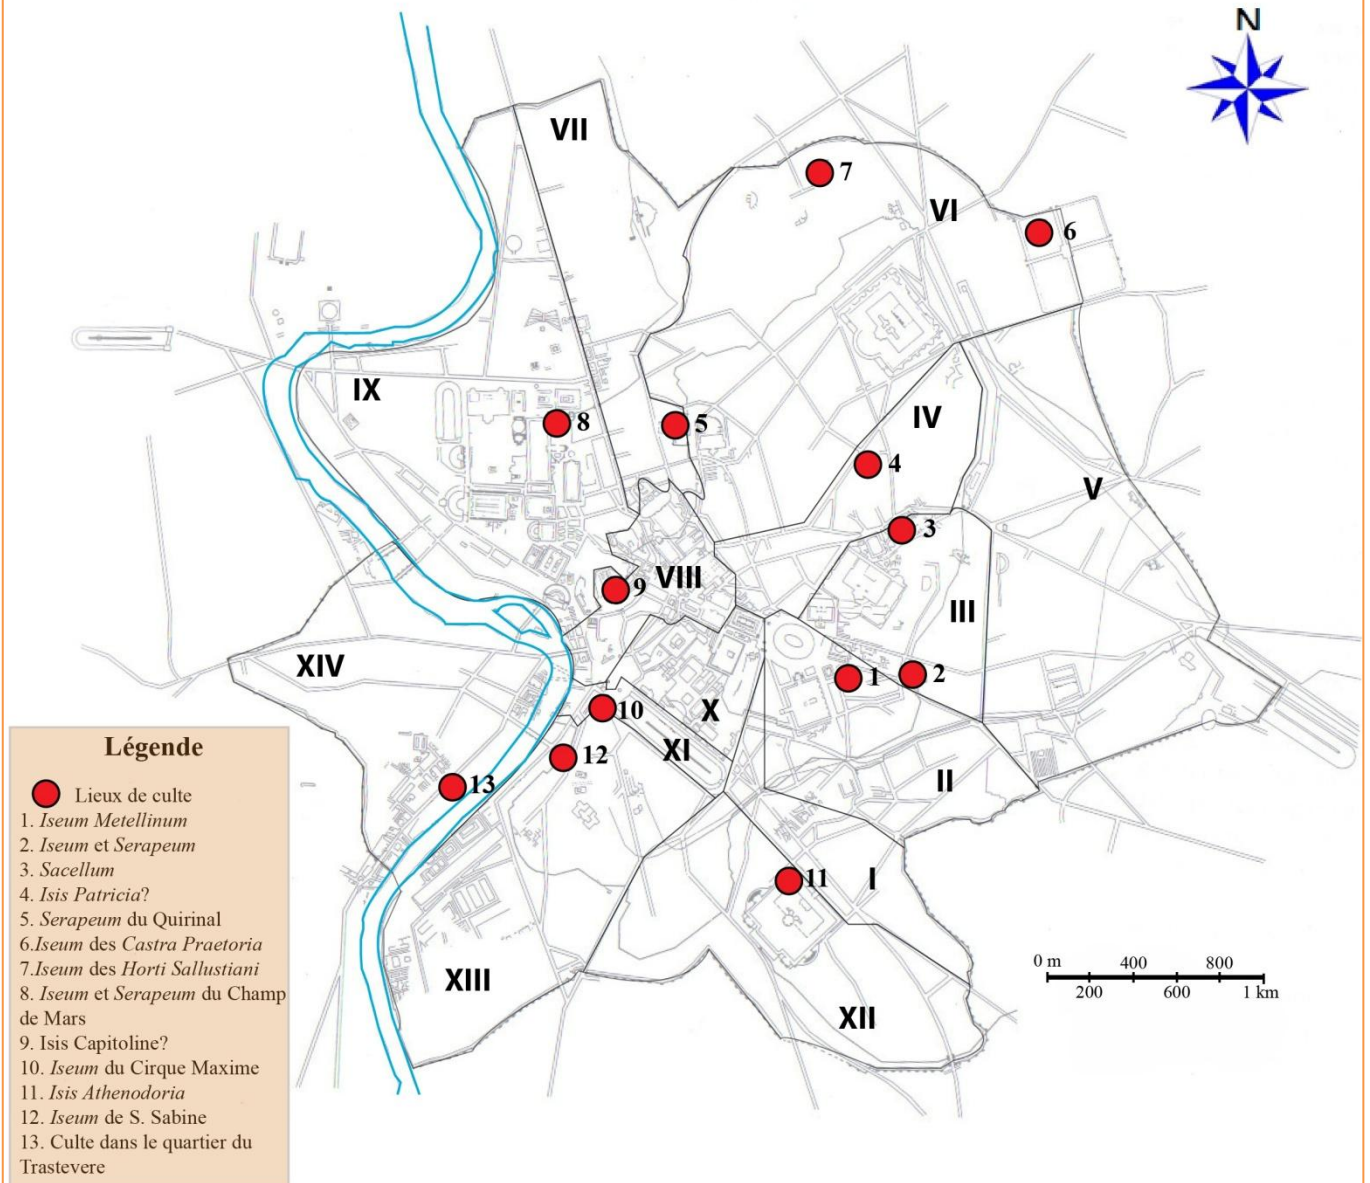 N
VII
7
VI
6
IX
8
5
IV
4
V
3
9
VIII
III
XIV
1
2
10
X
XI
12
II
13
11
I
XIII
XII
0 m
400
800
200
600
1 km
Légende
Lieux de culte
1. Iseum Metellinum
2. Iseum et Serapeum
3. Sacellum
4. Isis Patricia?
5. Serapeum du Quirinal
6.Iseum des Castra Praetoria
7.Iseum des Horti Sallustiani
8. Iseum et Serapeum du Champ
de Mars
9. Isis Capitoline?
10. Iseum du Cirque Maxime
11. Isis Athenodoria
12. Iseum de S. Sabine
13. Culte dans le quartier du
Trastevere